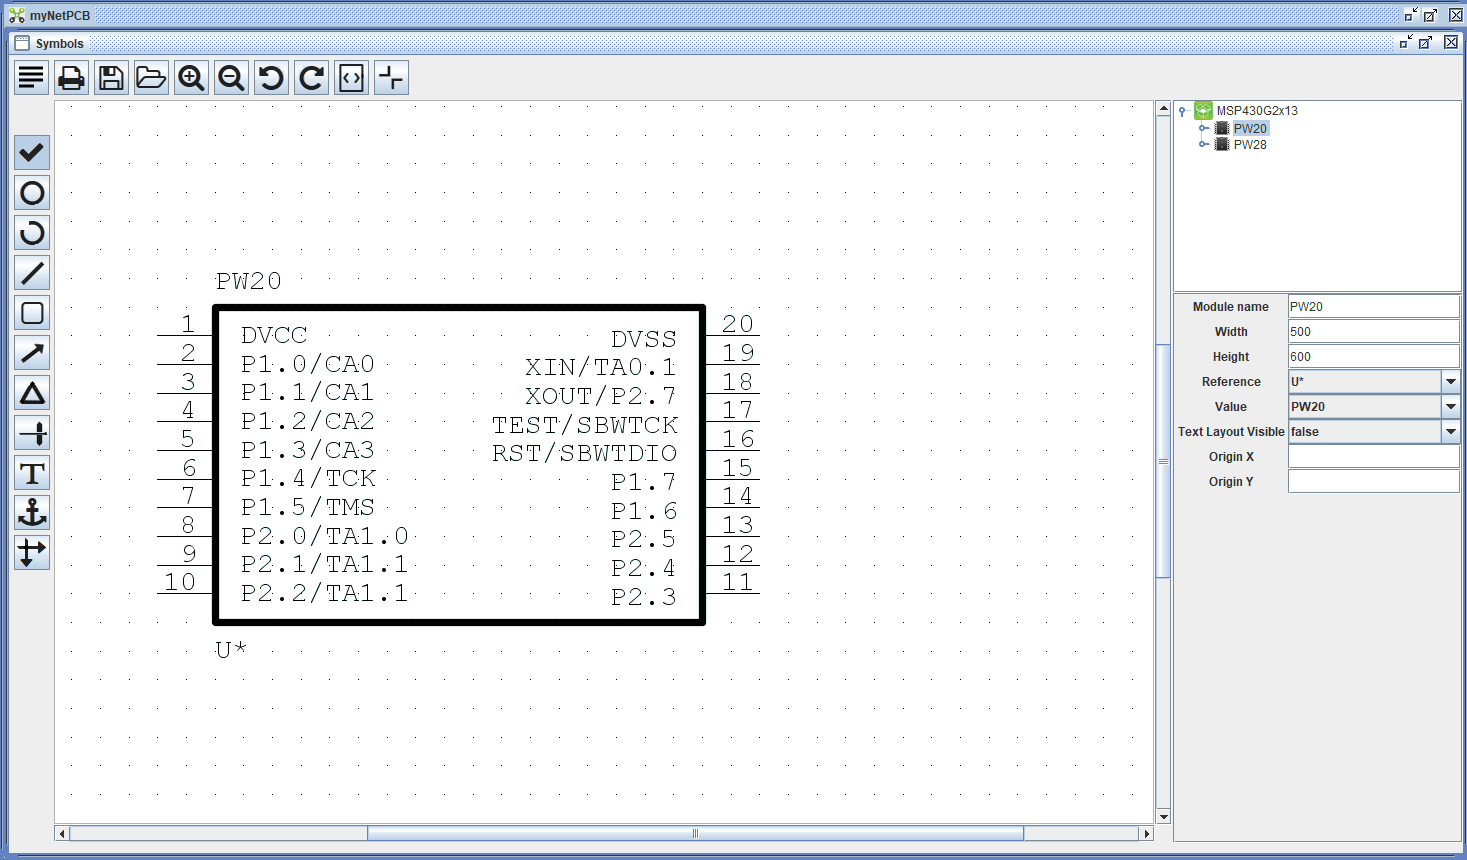 myNetPCB
Symbols
MSP430G2x13
PW20
PW28
PW20
1 DVCC DVSS 20
2 P1.0/CA0 XIN/TA0.1 19
3 P1.1/CA1 XOUT/P2.7 18
4 P1.2/CA2 TEST/SBWTCK 17
5 P1.3/CA3 RST/SBWTDIO 16
6 P1.4/TCK P1.7 15
7 P1.5/TMS P1.6 14
8 P2.0/TA1.0 P2.5 13
9 P2.1/TA1.1 P2.4 12
10 P2.2/TA1.1 P2.3 11
U*
Module name PW20
Width 500
Height 600
Reference U*
Value PW20
Text Layout Visible false
Origin X
Origin Y